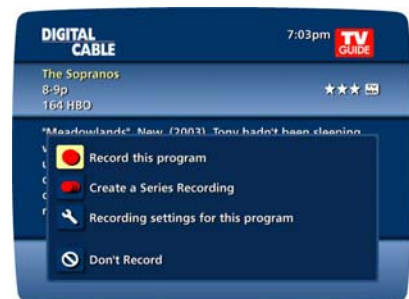 DIGITAL
CABLE
7:03pm
TV
GUIDE
The Sopranos
8-9p
164 HBO
"Meadowlands". New. (2003). Tony hadn't been sleeping
Record this program
Create a Series Recording
Recording settings for this program
Don't Record